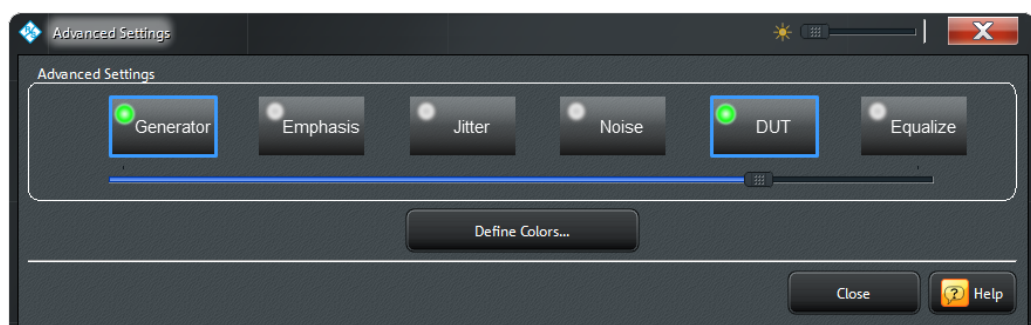 Advanced Settings
Advanced Settings
Generator
Emphasis
Jitter
Noise
DUT
Equalize
Define Colors...
Close
Help